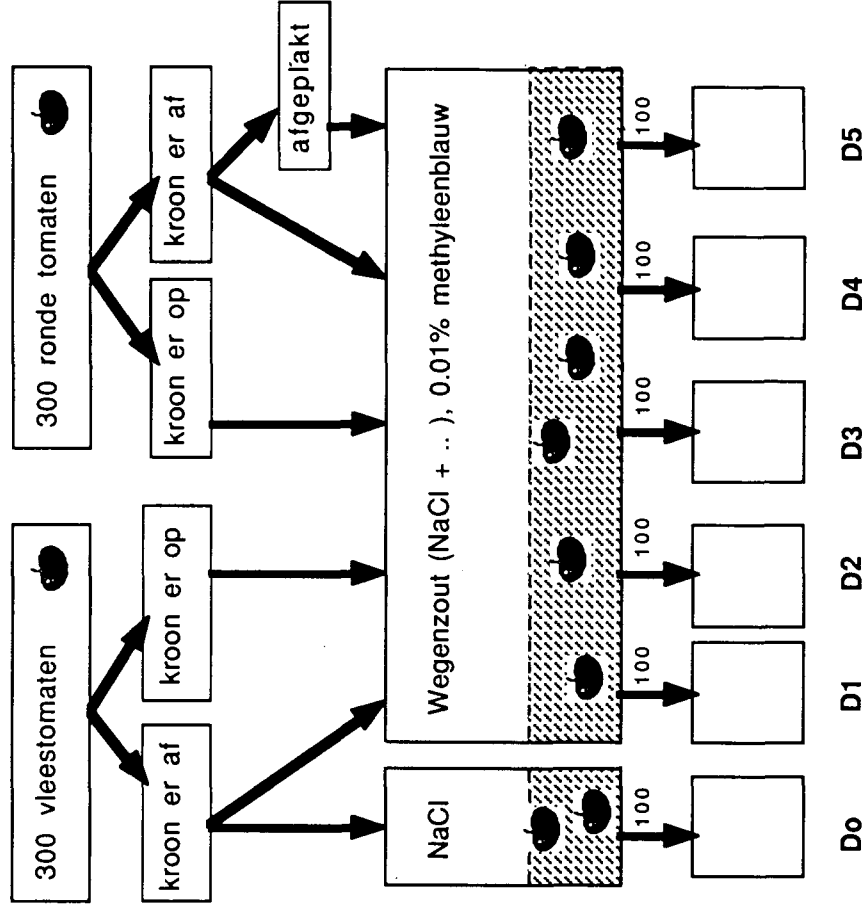 300 vleestomaten
300 ronde tomaten
kroon er af
kroon er op
kroon er op
kroon er af
afgeplakt
NaCl
Wegenzout (NaCl + .. ), 0.01% methyleenblauw
100
100
100
100
100
100
Do
D1
D2
D3
D4
D5